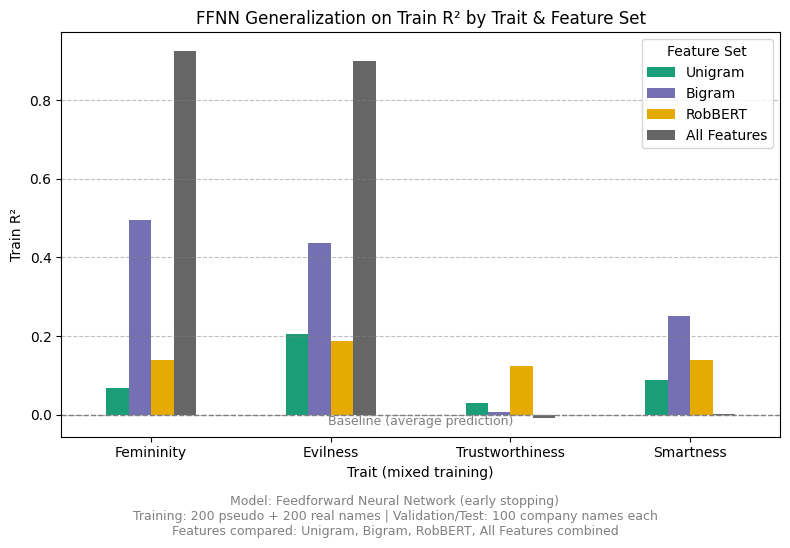 FFNN Generalization on Train R² by Trait & Feature Set
Feature Set
Unigram
Bigram
RobBERT
All Features
Train R²
0.8
0.6
0.4
0.2
0.0
Baseline (average prediction)
Femininity
Evilness
Trustworthiness
Smartness
Trait (mixed training)
Model: Feedforward Neural Network (early stopping)
Training: 200 pseudo + 200 real names | Validation/Test: 100 company names each
Features compared: Unigram, Bigram, RobBERT, All Features combined